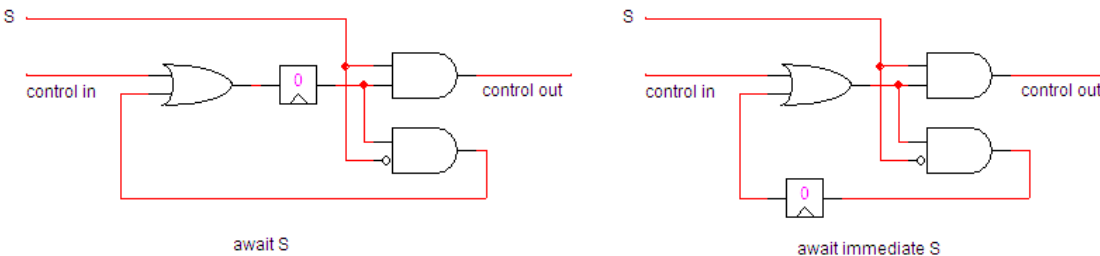 S
control in
0
control out
await S
S
control in
control out
0
await immediate S